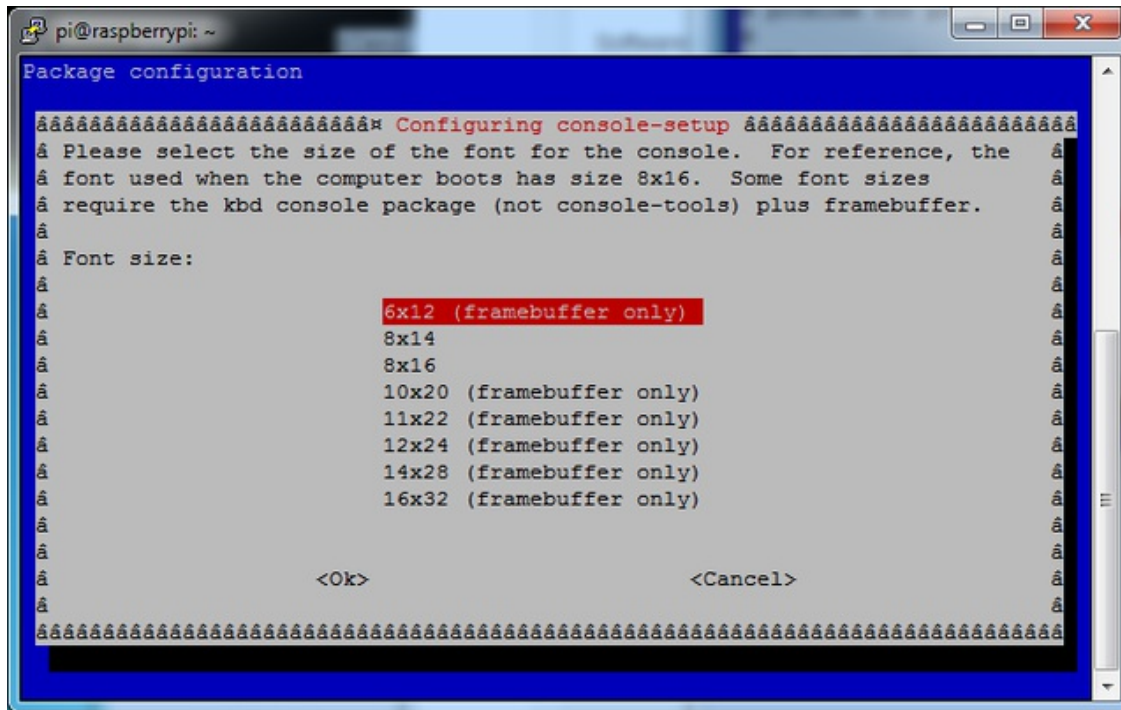 pi@raspberrypi: ~
Package configuration
âââââââââââââââââââââââââ¤ Configuring console-setup âââââââââââââââââââââââââ
â Please select the size of the font for the console.  For reference, the   â
â font used when the computer boots has size 8x16.  Some font sizes         â
â require the kbd console package (not console-tools) plus framebuffer.     â
â                                                                           â
â Font size:                                                                â
â                                                                           â
â                         6x12 (framebuffer only)                           â
â                         8x14                                              â
â                         8x16                                              â
â                         10x20 (framebuffer only)                          â
â                         11x22 (framebuffer only)                          â
â                         12x24 (framebuffer only)                          â
â                         14x28 (framebuffer only)                          â
â                         16x32 (framebuffer only)                          â
â                                                                           â
â                                                                           â
â                    <Ok>                        <Cancel>                   â
â                                                                           â
âââââââââââââââââââââââââââââââââââââââââââââââââââââââââââââââââââââââââââââ